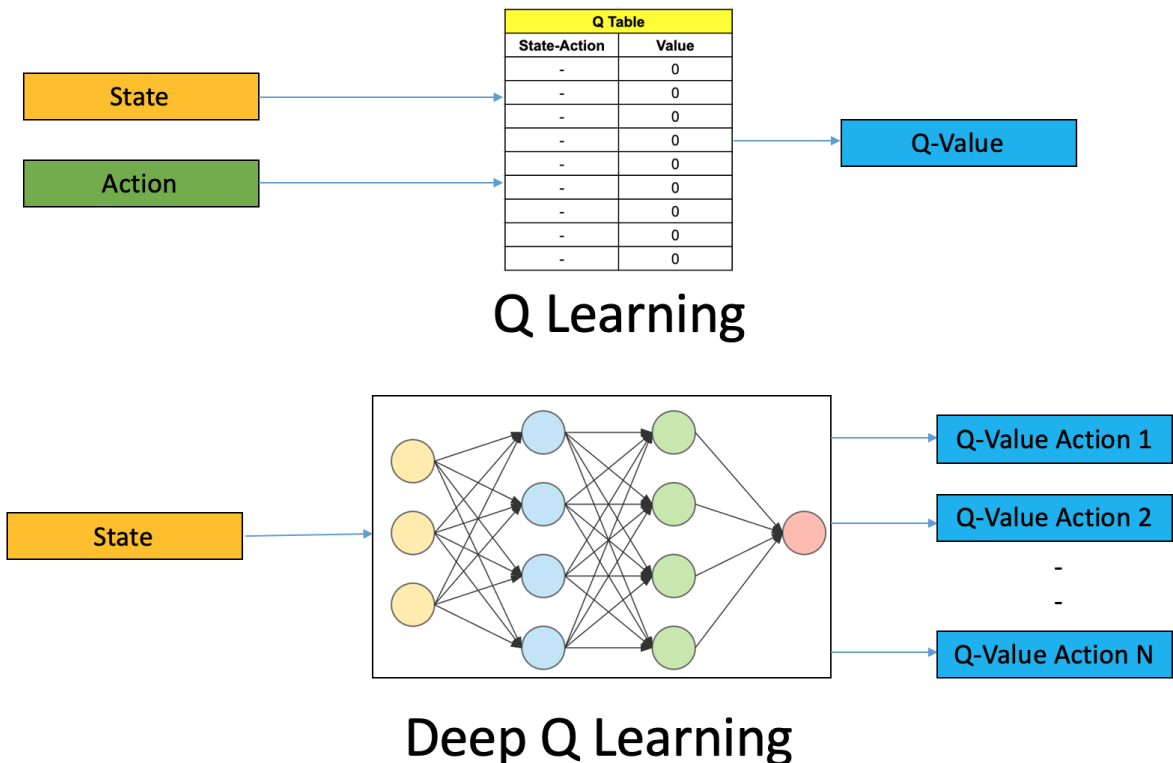 Q Table
State-Action Value
- 0
- 0
- 0
- 0
- 0
- 0
- 0
- 0
- 0
State
Action
Q-Value
Q Learning
State
Q-Value Action 1
Q-Value Action 2
-
-
Q-Value Action N
Deep Q Learning